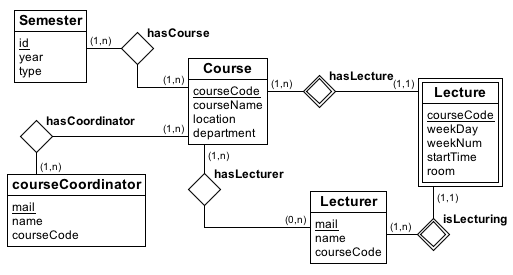 Semester
id
year
type
(1,n)
hasCourse
(1,n)
Course
courseCode
courseName
location
department
(1,n)
hasLecture
(1,1)
Lecture
courseCode
weekDay
weekNum
startTime
room
hasCoordinator
(1,n)
(1,n)
courseCoordinator
mail
name
courseCode
(1,n)
hasLecturer
(0,n)
Lecturer
mail
name
courseCode
(1,n)
(1,1)
isLecturing